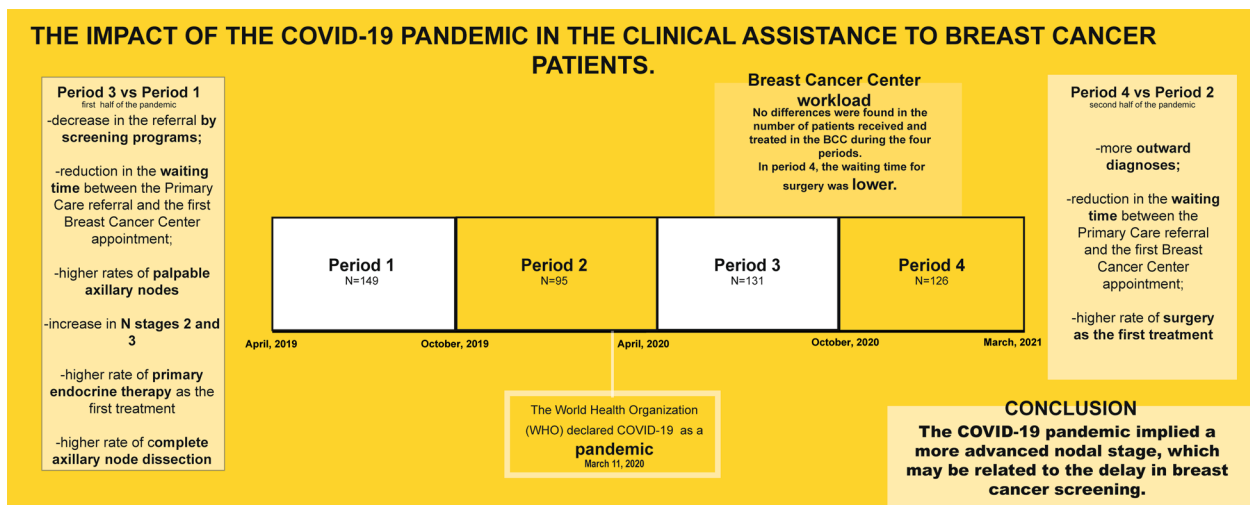 THE IMPACT OF THE COVID-19 PANDEMIC IN THE CLINICAL ASSISTANCE TO BREAST CANCER
PATIENTS.
Period 3 vs Period 1
first half of the pandemic
-decrease in the referral by
screening programs;
-reduction in the waiting
time between the Primary
Care referral and the first
Breast Cancer Center
appointment;
-higher rates of palpable
axillary nodes
-increase in N stages 2 and
3
-higher rate of primary
endocrine therapy as the
first treatment
-higher rate of complete
axillary node dissection
Breast Cancer Center
workload
No differences were found in the
number of patients received and
treated in the BCC during the four
periods.
In period 4, the waiting time for
surgery was lower.
Period 1
N=149
Period 2
N=95
Period 3
N=131
Period 4
N=126
April, 2019
October, 2019
April, 2020
October, 2020
March, 2021
The World Health Organization
(WHO) declared COVID-19 as a
pandemic
March 11, 2020
Period 4 vs Period 2
second half of the pandemic
-more outward
diagnoses;
-reduction in the waiting
time between the
Primary Care referral
and the first Breast
Cancer Center
appointment;
-higher rate of surgery
as the first treatment
CONCLUSION
The COVID-19 pandemic implied a
more advanced nodal stage, which
may be related to the delay in breast
cancer screening.